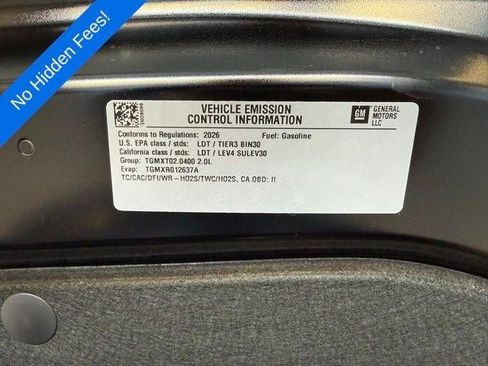 No Hidden Fees!
VEHICLE EMISSION
CONTROL INFORMATION
GM
GENERAL
MOTORS
LLC
Conforms to Regulations: 2026 Fuel: Gasoline
U.S. EPA class / stds: LDT / TIER3 BIN30
California class / stds: LDT / LEV4 SULEV30
Group: TGMXT02.0400 2.0L
Evap: TGMXR012637A
TC/CAC/DFI/WR-HO2S/TWC/HO2S, CA OBD: II